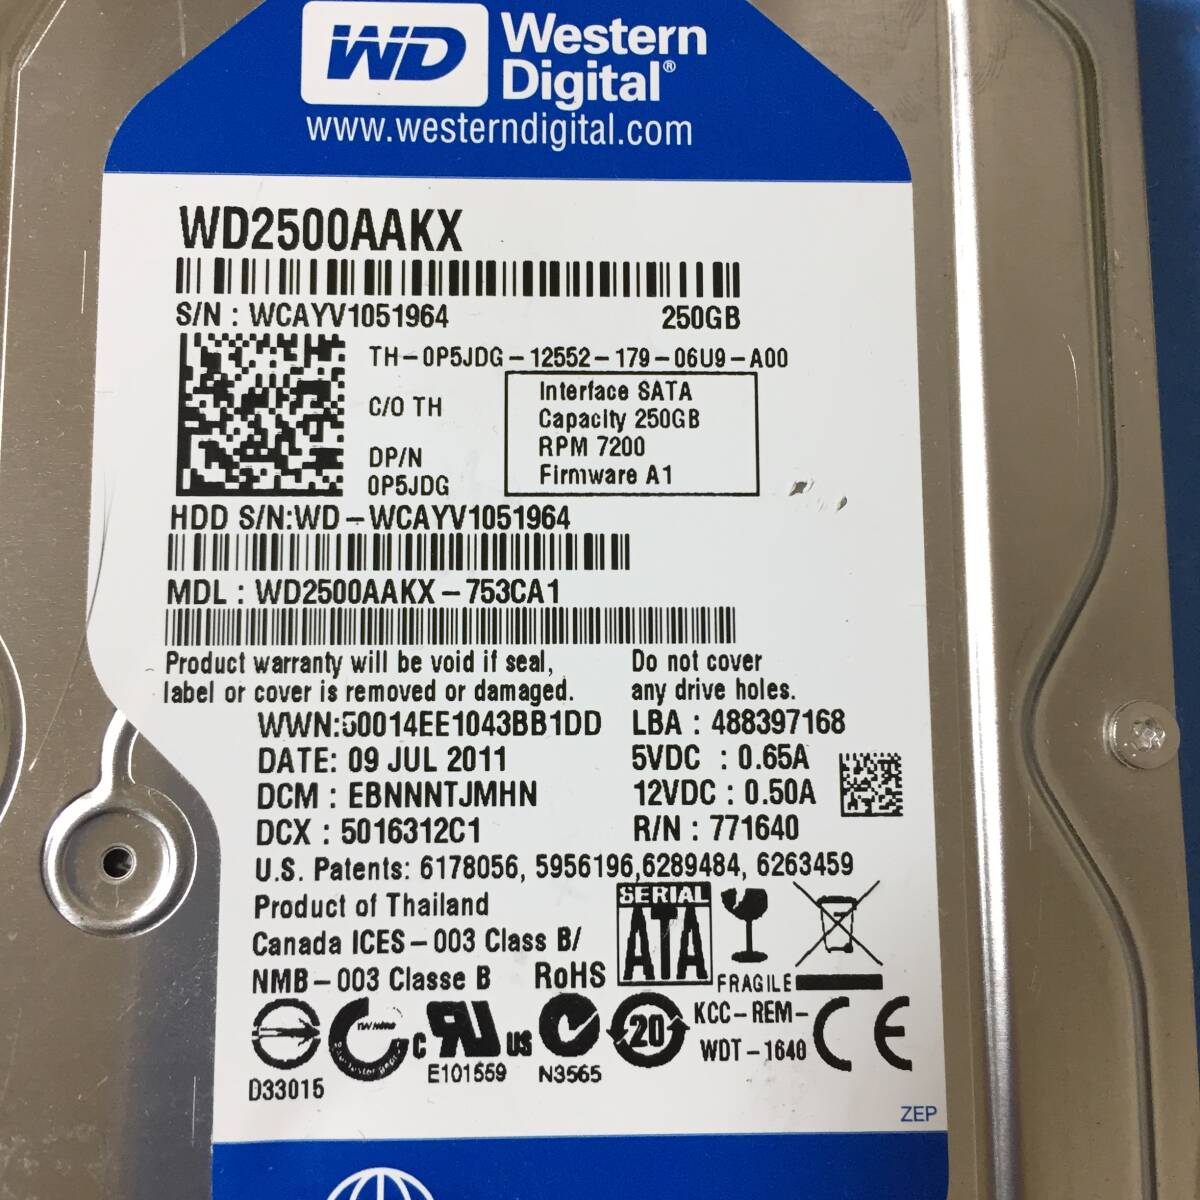 WD Western
Digital®
www.westerndigital.com
WD2500AAKX
S/N : WCAYV1051964 250GB
TH-0P5JDG-12552-179-06U9-A00
C/O TH
DP/N
0P5JDG
Interface SATA
Capacity 250GB
RPM 7200
Firmware A1
HDD S/N:WD-WCAYV1051964
MDL : WD2500AAKX-753CA1
Product warranty will be void if seal,
label or cover is removed or damaged.
Do not cover
any drive holes.
WWN:50014EE1043BB1DD LBA : 488397168
DATE: 09 JUL 2011 5VDC : 0.65A
DCM : EBNNNTJMHN 12VDC : 0.50A
DCX : 5016312C1 R/N : 771640
U.S. Patents: 6178056, 5956196,6289484, 6263459
Product of Thailand
Canada ICES-003 Class B/
NMB-003 Classe B RoHS
SERIAL
ATA
FRAGILE
D33015
C US
E101559
N3565
20
KCC-REM-
WDT-1640
CE
ZEP